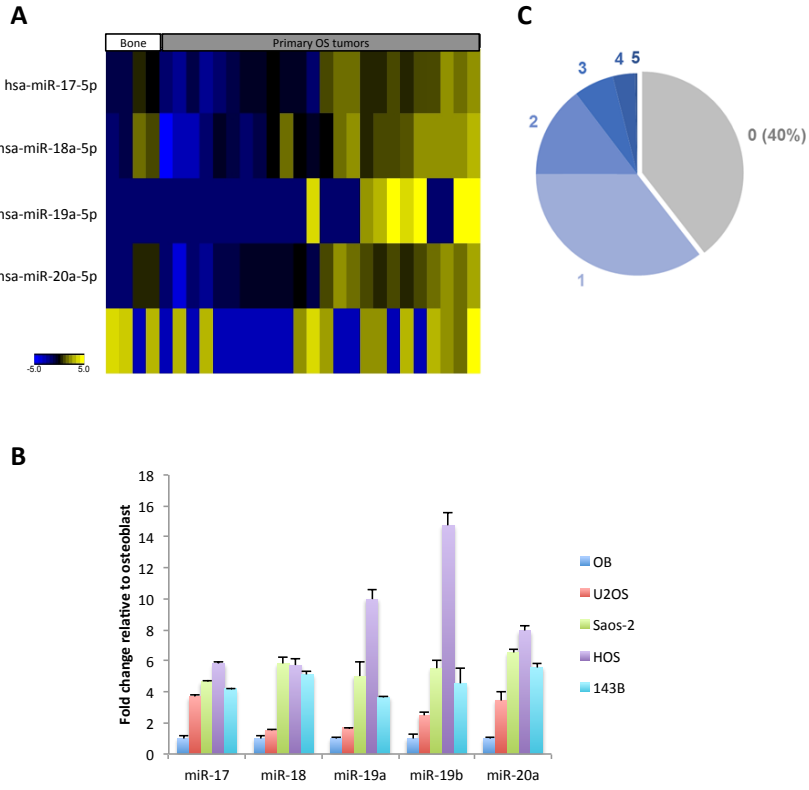 A
C
Bone Primary OS tumors
hsa-miR-17-5p
hsa-miR-18a-5p
hsa-miR-19a-5p
hsa-miR-20a-5p
-5.0 5.0
0 (40%)
1
2
3
4
5
B
Fold change relative to osteoblast
18
16
14
12
10
8
6
4
2
0
miR-17 miR-18 miR-19a miR-19b miR-20a
OB
U2OS
Saos-2
HOS
143B